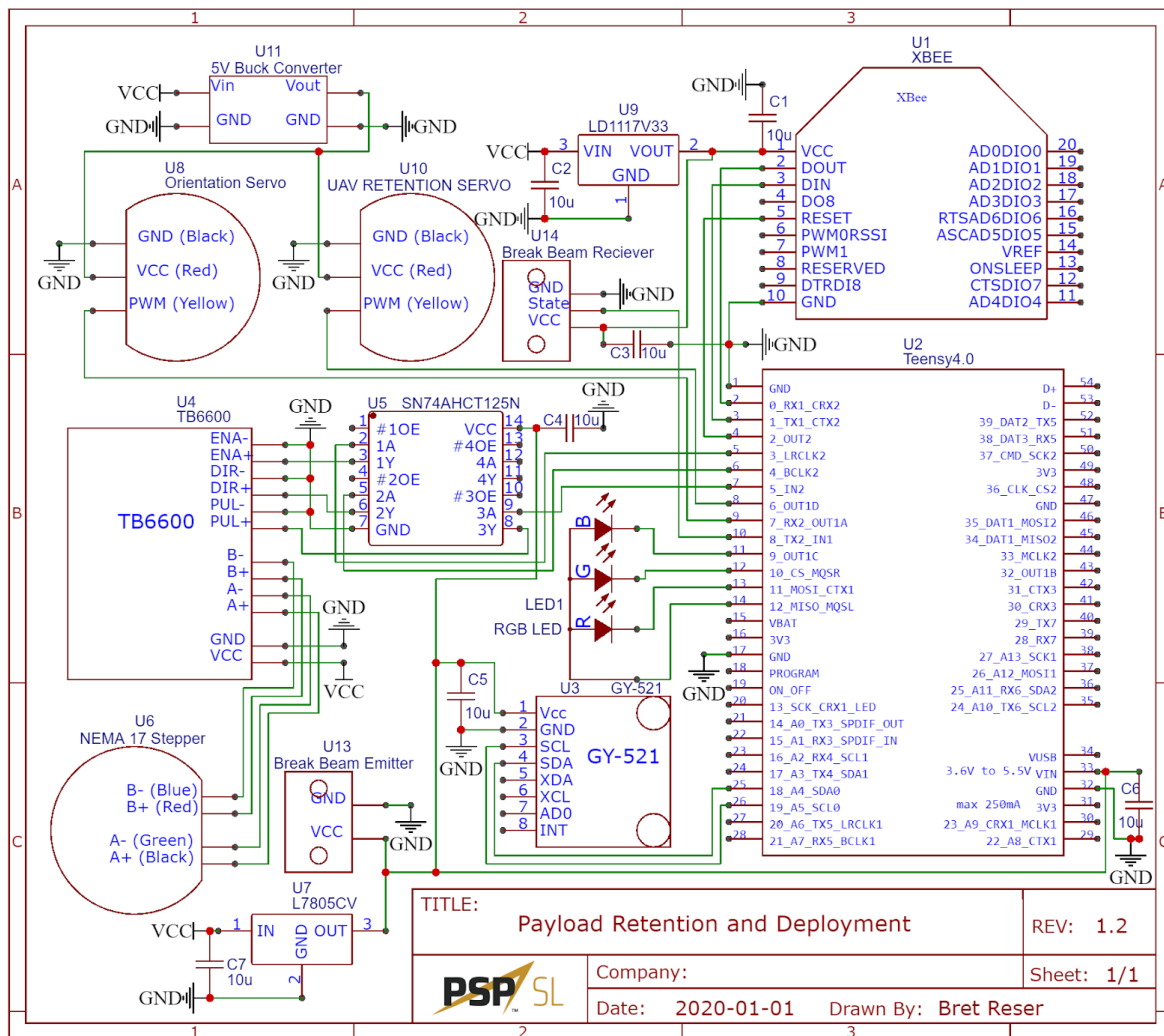 1 2 3
A
B
C
A
B
C
1 2 3
U11
5V Buck Converter
Vin Vout
GND GND
VCC
GND
GND
U8
Orientation Servo
GND (Black)
VCC (Red)
PWM (Yellow)
GND
U10
UAV RETENTION SERVO
GND (Black)
VCC (Red)
PWM (Yellow)
GND
U9
LD1117V33
3 VIN VOUT 2
GND
1
VCC
C2
10u
GND
GND
C1
10u
U1
XBEE
XBee
1 VCC AD0DIO0 20
2 DOUT AD1DIO1 19
3 DIN AD2DIO2 18
4 DO8 AD3DIO3 17
5 RESET RTSAD6DIO6 16
6 PWM0RSSI ASCAD5DIO5 15
7 PWM1 VREF 14
8 RESERVED ONSLEEP 13
9 DTRDI8 CTSDIO7 12
10 GND AD4DIO4 11
U14
Break Beam Reciever
GND
State
VCC
GND
C3 10u
GND
U4
TB6600
ENA-
ENA+
DIR-
DIR+
PUL-
PUL+
TB6600
B-
B+
A-
A+
GND
VCC
GND
GND
VCC
U5 SN74AHCT125N
1 #1OE VCC 14
2 1A #4OE 13
3 1Y 4A 12
4 #2OE 4Y 11
5 2A #3OE 10
6 2Y 3A 9
7 GND 3Y 8
C4 10u
GND
B
G
R
LED1
RGB LED
U2
Teensy4.0
1 GND D+ 54
2 0_RX1_CRX2 D- 53
3 1_TX1_CTX2 39_DAT2_TX5 52
4 2_OUT2 38_DAT3_RX5 51
5 3_LRCLK2 37_CMD_SCK2 50
6 4_BCLK2 3V3 49
7 5_IN2 36_CLK_CS2 48
8 6_OUT1D GND 47
9 7_RX2_OUT1A 35_DAT1_MOSI2 46
10 8_TX2_IN1 34_DAT1_MISO2 45
11 9_OUT1C 33_MCLK2 44
12 10_CS_MQSR 32_OUT1B 43
13 11_MOSI_CTX1 31_CTX3 42
14 12_MISO_MQSL 30_CRX3 41
15 VBAT 29_TX7 40
16 3V3 28_RX7 39
17 GND 27_A13_SCK1 38
18 PROGRAM 26_A12_MOSI1 37
19 ON_OFF 25_A11_RX6_SDA2 36
20 13_SCK_CRX1_LED 24_A10_TX6_SCL2 35
21 14_A0_TX3_SPDIF_OUT
22 15_A1_RX3_SPDIF_IN
23 16_A2_RX4_SCL1 VUSB 34
24 17_A3_TX4_SDA1 3.6V to 5.5V VIN 33
25 18_A4_SDA0 GND 32
26 19_A5_SCL0 max 250mA 3V3 31
27 20_A6_TX5_LRCLK1 23_A9_CRX1_MCLK1 30
28 21_A7_RX5_BCLK1 22_A8_CTX1 29
GND
C6
10u
GND
C5
10u
GND
U3 GY-521
1 Vcc
2 GND
3 SCL
4 SDA
5 XDA
6 XCL
7 AD0
8 INT
GY-521
U6
NEMA 17 Stepper
B- (Blue)
B+ (Red)
A- (Green)
A+ (Black)
U13
Break Beam Emitter
GND
VCC
GND
U7
L7805CV
1 IN OUT 3
GND
2
VCC
C7
10u
GND
TITLE:
Payload Retention and Deployment
REV: 1.2
PSP SL
Company:
Sheet: 1/1
Date: 2020-01-01 Drawn By: Bret Reser